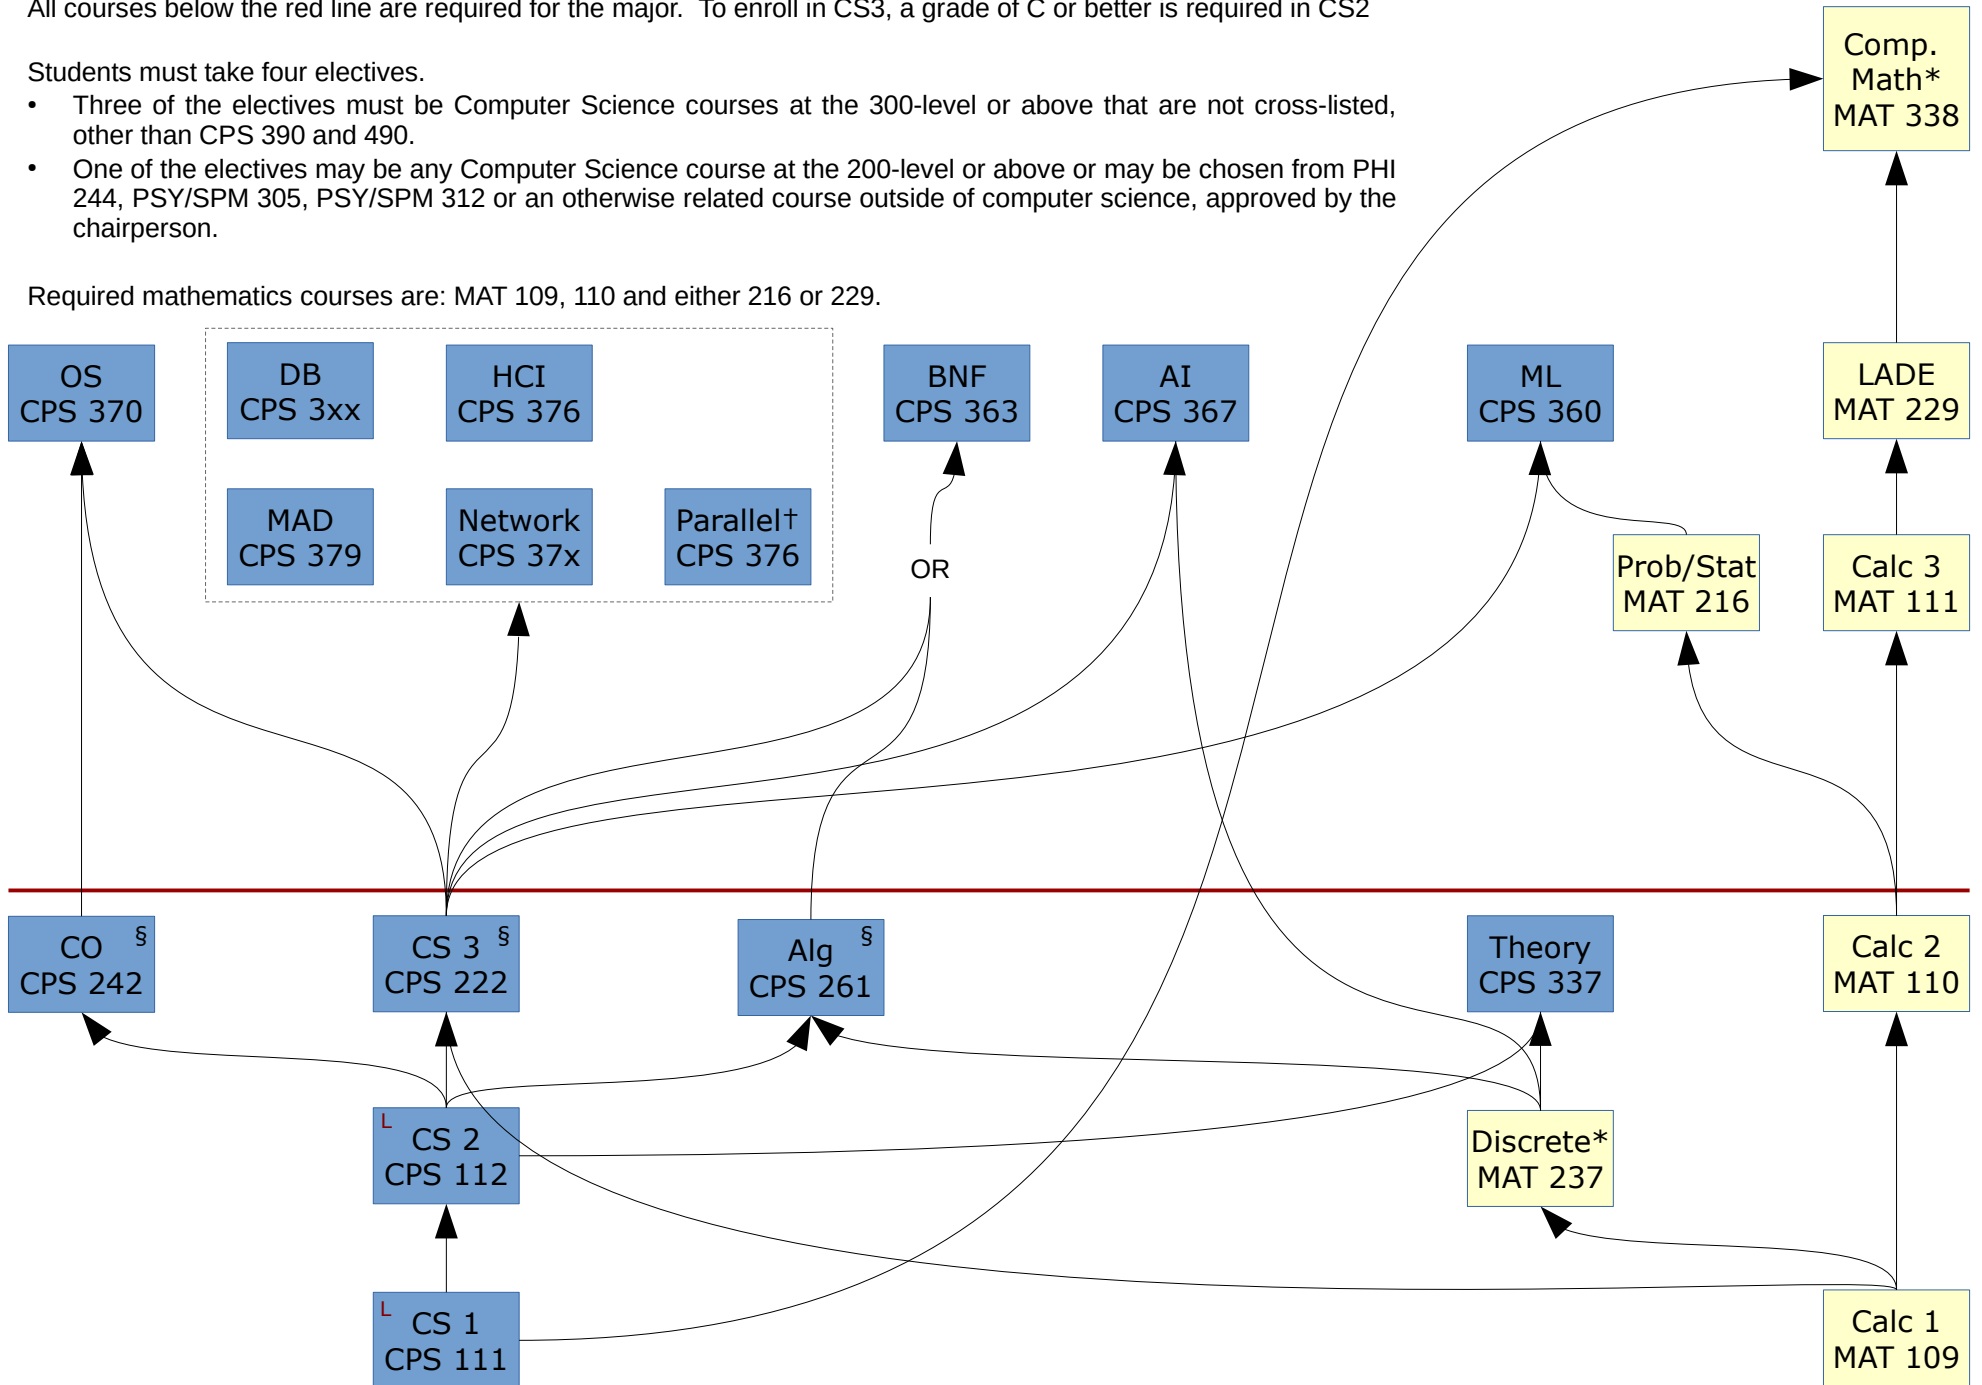 All courses below the red line are required for the major. To enroll in CS3, a grade of C or better is required in CS2
Students must take four electives.
• Three of the electives must be Computer Science courses at the 300-level or above that are not cross-listed,
other than CPS 390 and 490.
• One of the electives may be any Computer Science course at the 200-level or above or may be chosen from PHI
244, PSY/SPM 305, PSY/SPM 312 or an otherwise related course outside of computer science, approved by the
chairperson.
Required mathematics courses are: MAT 109, 110 and either 216 or 229.
Comp.
Math*
MAT 338
OS
CPS 370
DB
CPS 3xx
HCI
CPS 376
BNF
CPS 363
AI
CPS 367
ML
CPS 360
LADE
MAT 229
MAD
CPS 379
Network
CPS 37x
Parallel†
CPS 376
OR
Prob/Stat
MAT 216
Calc 3
MAT 111
CO §
CPS 242
CS 3 §
CPS 222
Alg §
CPS 261
Theory
CPS 337
Calc 2
MAT 110
L CS 2
CPS 112
Discrete*
MAT 237
L CS 1
CPS 111
Calc 1
MAT 109